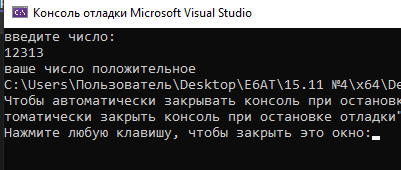 Консоль отладки Microsoft Visual Studio
введите число:
12313
ваше число положительное
C:\Users\Пользователь\Desktop\Е6АТ\15.11 №4\x64\De
Чтобы автоматически закрывать консоль при остановк
томатически закрыть консоль при остановке отладки"
Нажмите любую клавишу, чтобы закрыть это окно: